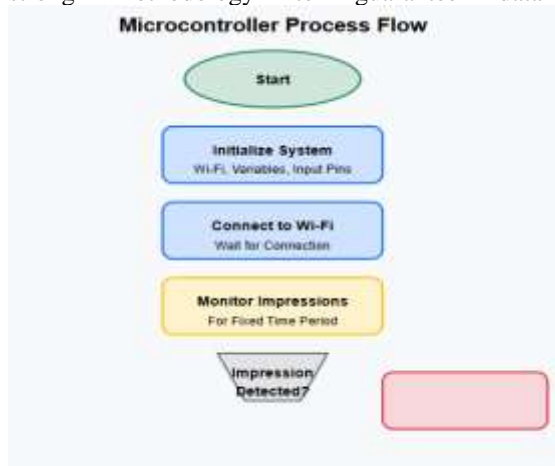 Microcontroller Process Flow
Start
Initialize System
Wi-Fi, Variables, Input Pins
Connect to Wi-Fi
Wait for Connection
Monitor Impressions
For Fixed Time Period
Impression
Detected?